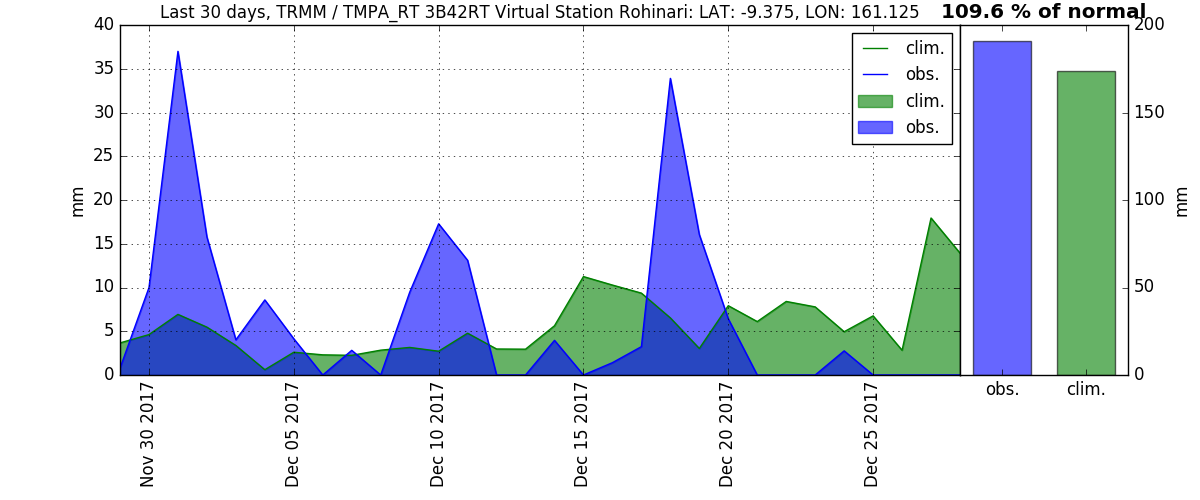 Last 30 days, TRMM / TMPA_RT 3B42RT Virtual Station Rohinari: LAT: -9.375, LON: 161.125
109.6 % of normal
40
35
30
25
20
15
10
5
0
mm
clim.
obs.
clim.
obs.
200
150
100
50
0
mm
Nov 30 2017
Dec 05 2017
Dec 10 2017
Dec 15 2017
Dec 20 2017
Dec 25 2017
obs.
clim.